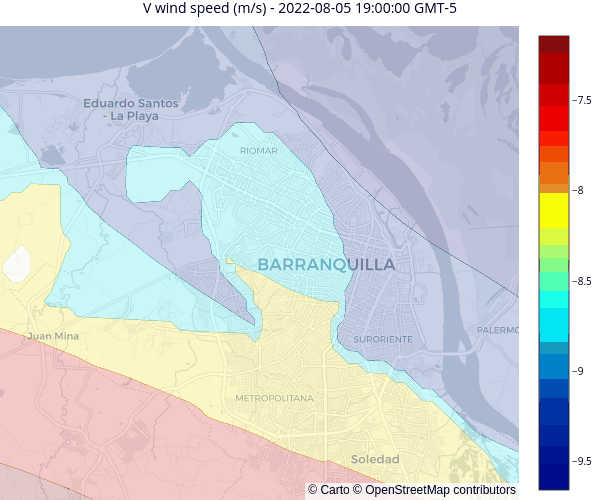 V wind speed (m/s) - 2022-08-05 19:00:00 GMT-5
Eduardo Santos
- La Playa
RIOMAR
BARRANQUILLA
Juan Mina
SURORIENTE
PALERMO
METROPOLITANA
Soledad
© Carto © OpenStreetMap contributors
−7.5
−8
−8.5
−9
−9.5